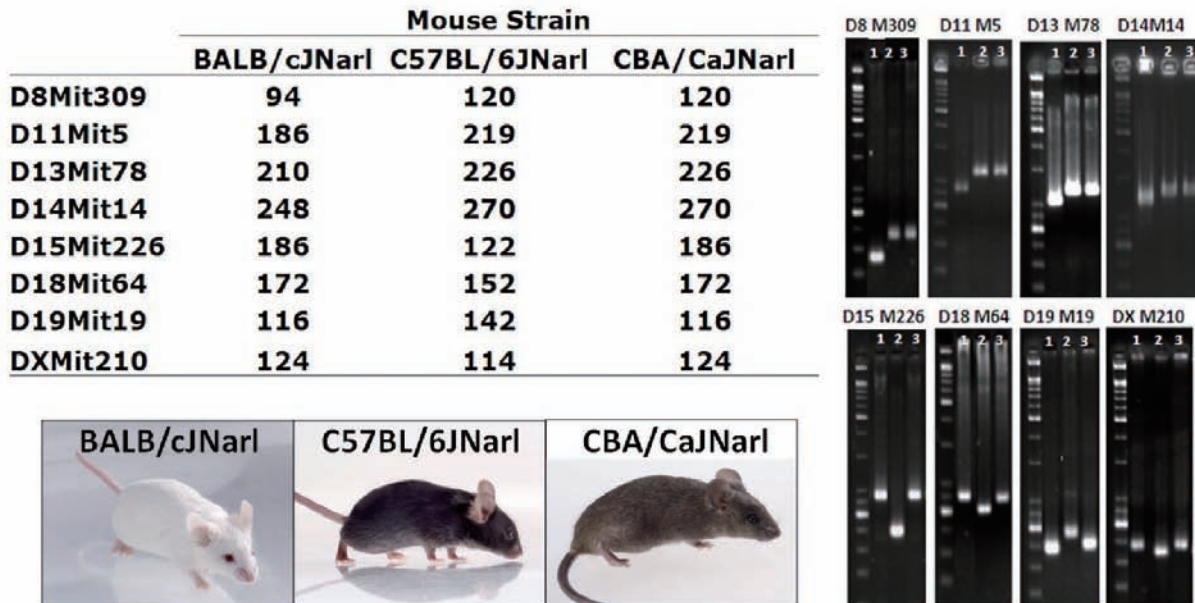 Mouse Strain
BALB/cJNarl C57BL/6JNarl CBA/CaJNarl
D8Mit309 94 120 120
D11Mit5 186 219 219
D13Mit78 210 226 226
D14Mit14 248 270 270
D15Mit226 186 122 186
D18Mit64 172 152 172
D19Mit19 116 142 116
DXMit210 124 114 124
BALB/cJNarl C57BL/6JNarl CBA/CaJNarl
D8 M309 D11 M5 D13 M78 D14M14
1 2 3 1 2 3 1 2 3 1 2 3
D15 M226 D18 M64 D19 M19 DX M210
1 2 3 1 2 3 1 2 3 1 2 3